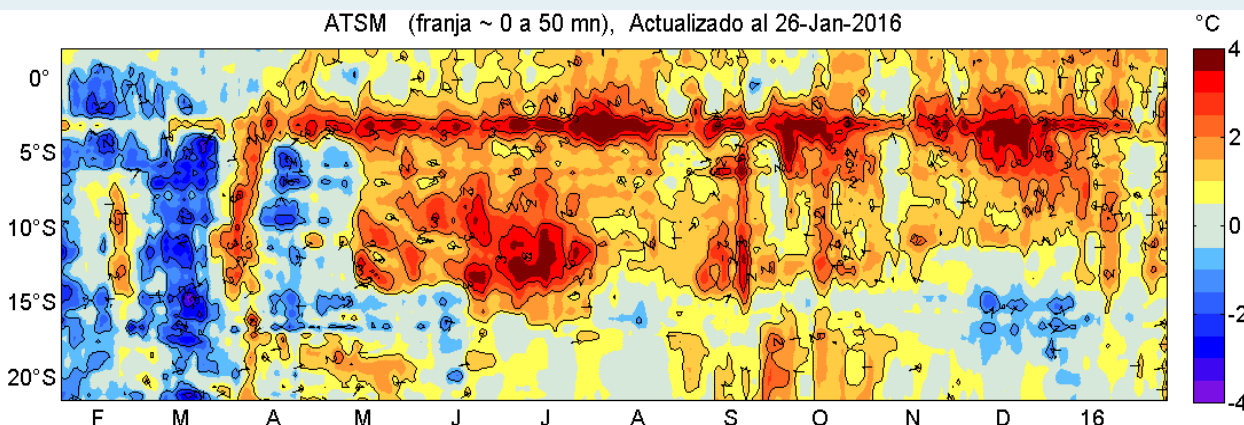 ATSM (franja ~ 0 a 50 mn), Actualizado al 26-Jan-2016
°C
0°
5°S
10°S
15°S
20°S
F M A M J J A S O N D 16
4
2
0
-2
-4